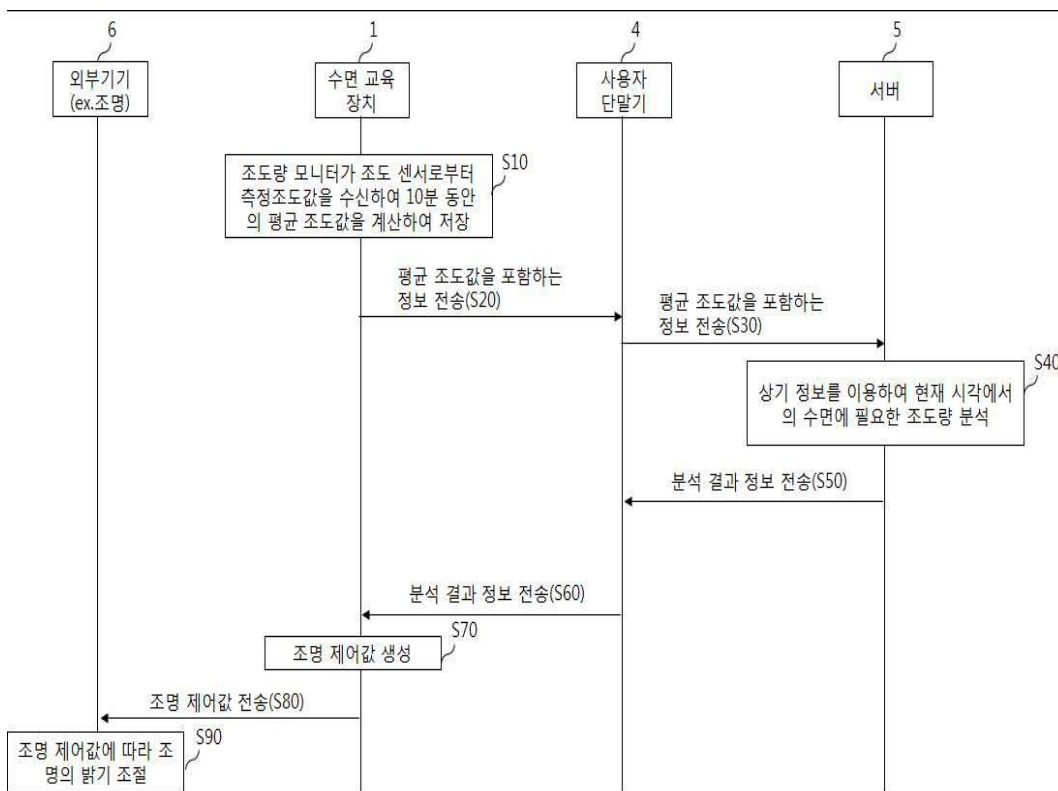 6
1
4
5
외부기기
(ex.조명)
수면 교육
장치
사용자
단말기
서버
S10
조도량 모니터가 조도 센서로부터
측정조도값을 수신하여 10분 동안
의 평균 조도값을 계산하여 저장
평균 조도값을 포함하는
정보 전송(S20)
평균 조도값을 포함하는
정보 전송(S30)
S40
상기 정보를 이용하여 현재 시각에서
의 수면에 필요한 조도량 분석
분석 결과 정보 전송(S50)
분석 결과 정보 전송(S60)
S70
조명 제어값 생성
조명 제어값 전송(S80)
S90
조명 제어값에 따라 조
명의 밝기 조절